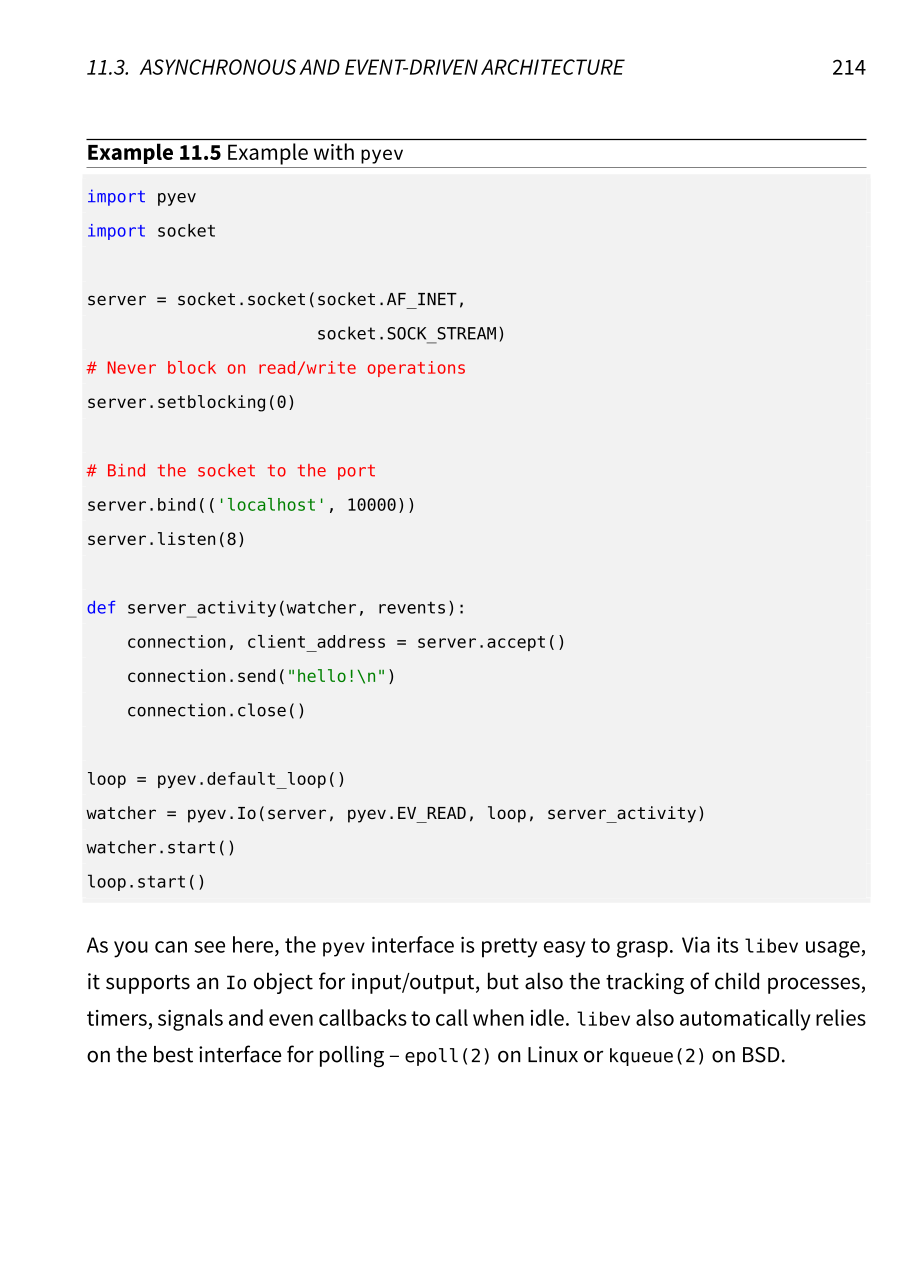 11.3. ASYNCHRONOUS AND EVENT-DRIVEN ARCHITECTURE 214
Example 11.5 Example with pyev
import pyev
import socket

server = socket.socket(socket.AF_INET,
                       socket.SOCK_STREAM)
# Never block on read/write operations
server.setblocking(0)

# Bind the socket to the port
server.bind(('localhost', 10000))
server.listen(8)

def server_activity(watcher, revents):
    connection, client_address = server.accept()
    connection.send("hello!\n")
    connection.close()

loop = pyev.default_loop()
watcher = pyev.Io(server, pyev.EV_READ, loop, server_activity)
watcher.start()
loop.start()
As you can see here, the pyev interface is pretty easy to grasp. Via its libev usage,
it supports an Io object for input/output, but also the tracking of child processes,
timers, signals and even callbacks to call when idle. libev also automatically relies
on the best interface for polling – epoll(2) on Linux or kqueue(2) on BSD.